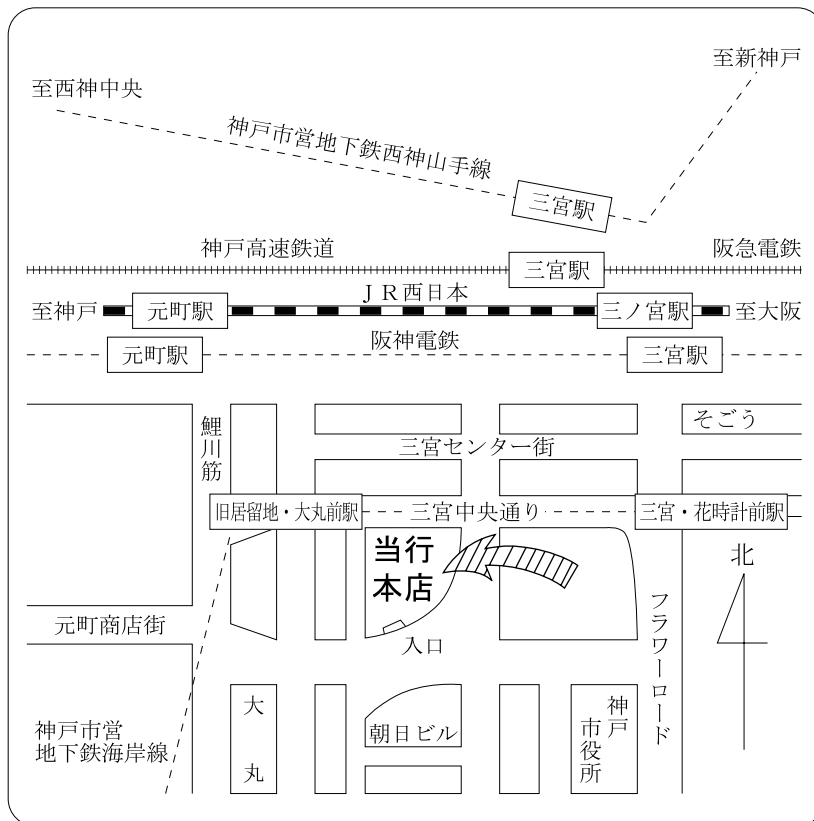 至新神戸
至西神中央
神戸市営地下鉄西神山手線
三宮駅
神戸高速鉄道
三宮駅
阪急電鉄
至神戸
元町駅
JR西日本
三ノ宮駅
至大阪
元町駅
阪神電鉄
三宮駅
鯉川筋
そごう
三宮センター街
旧居留地・大丸前駅
三宮中央通り
三宮・花時計前駅
当行
本店
北
フラワーロード
元町商店街
入口
神戸市営
地下鉄海岸線
大丸
朝日ビル
神戸
市役所